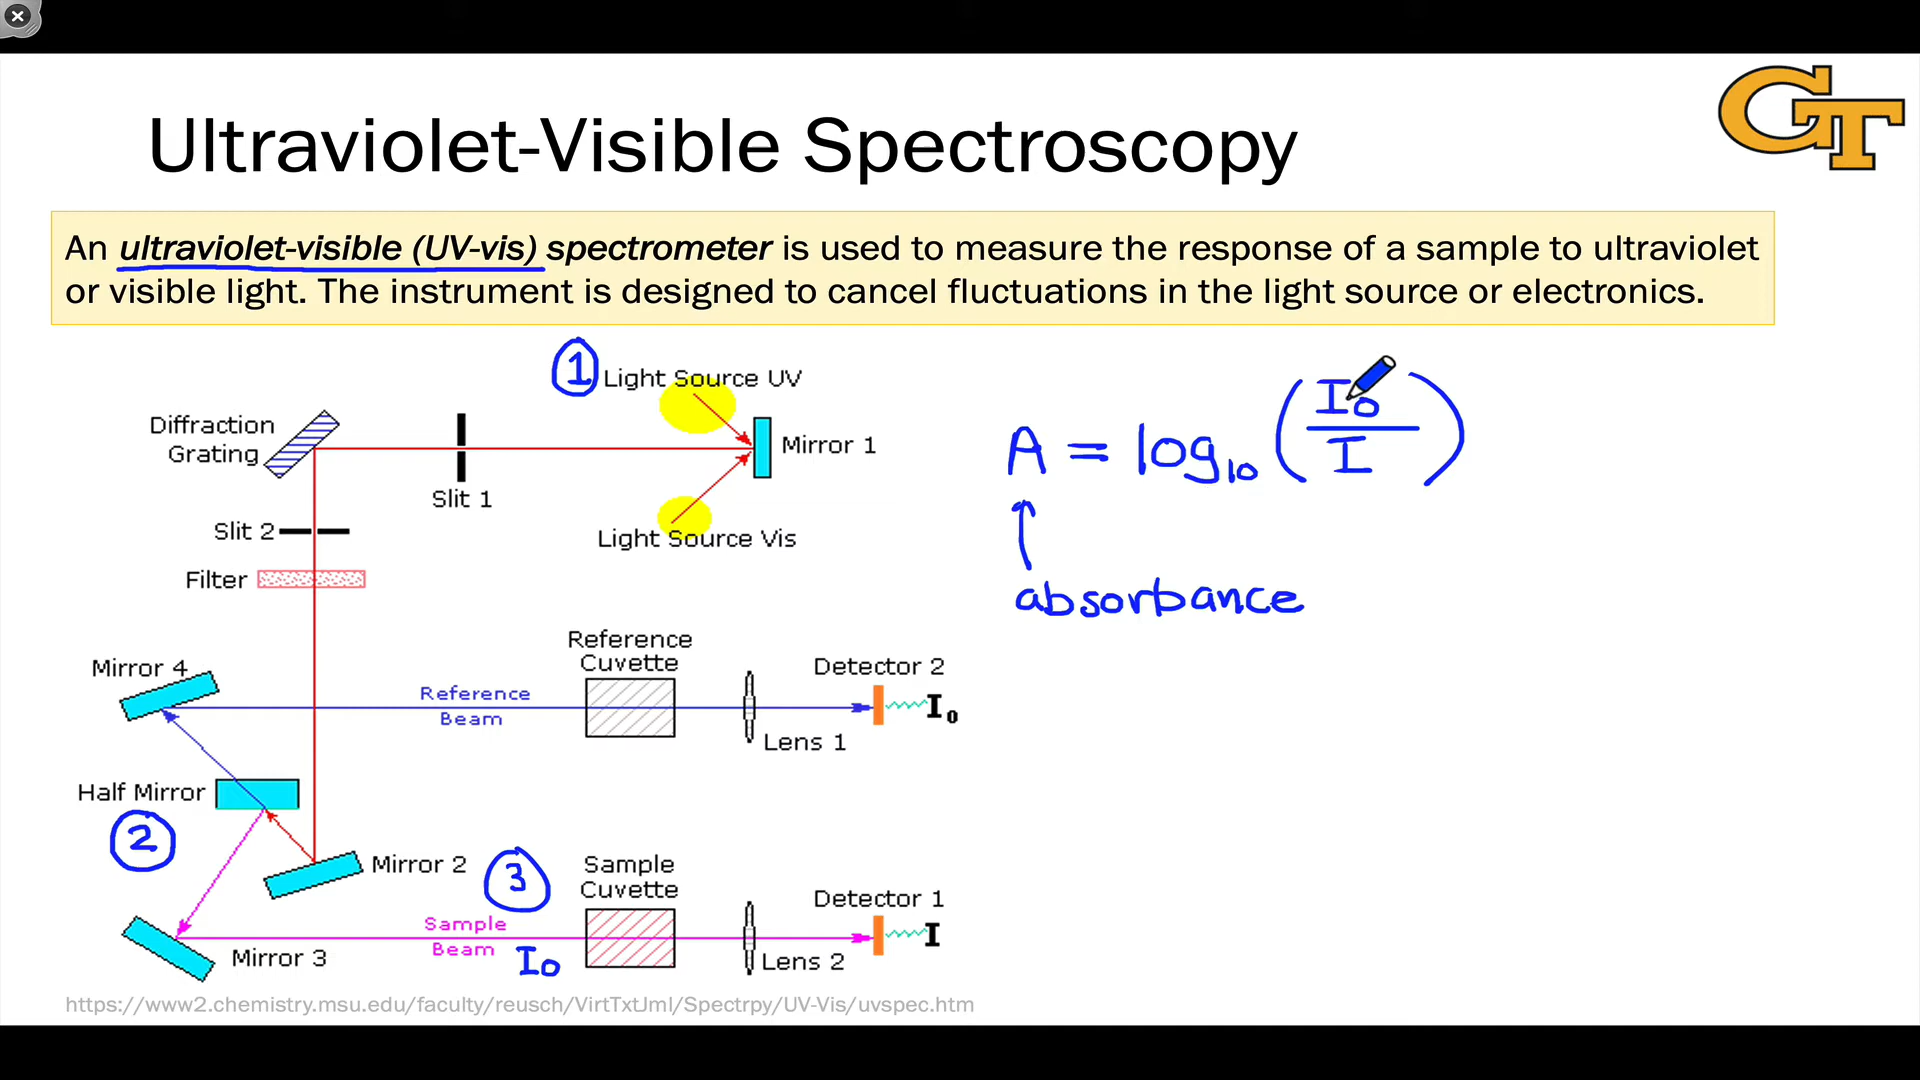 GT
Ultraviolet-Visible Spectroscopy
An ultraviolet-visible (UV-vis) spectrometer is used to measure the response of a sample to ultraviolet
or visible light. The instrument is designed to cancel fluctuations in the light source or electronics.
1
Light Source UV
Diffraction
Grating
Slit 1
Mirror 1
Slit 2
Light Source Vis
Filter
A = log₁₀ (I₀/I)
absorbance
Mirror 4
Reference
Beam
Reference
Cuvette
Lens 1
Detector 2
I₀
Half Mirror
2
Mirror 2
3
Sample
Cuvette
Detector 1
I
Sample
Beam
I₀
Mirror 3
Lens 2
https://www2.chemistry.msu.edu/faculty/reusch/VirtTxtJml/Spectrpy/UV-Vis/uvspec.htm